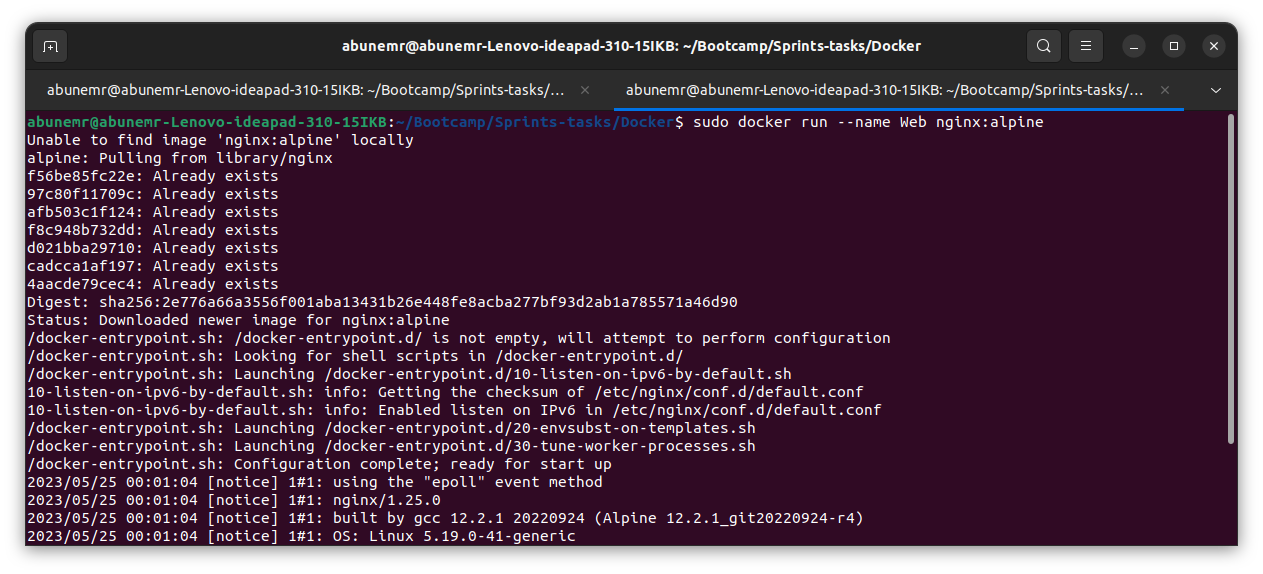 abunemr@abunemr-Lenovo-ideapad-310-15IKB: ~/Bootcamp/Sprints-tasks/Docker
abunemr@abunemr-Lenovo-ideapad-310-15IKB: ~/Bootcamp/Sprints-tasks/...
abunemr@abunemr-Lenovo-ideapad-310-15IKB: ~/Bootcamp/Sprints-tasks/...
abunemr@abunemr-Lenovo-ideapad-310-15IKB:~/Bootcamp/Sprints-tasks/Docker$ sudo docker run --name Web nginx:alpine
Unable to find image 'nginx:alpine' locally
alpine: Pulling from library/nginx
f56be85fc22e: Already exists
97c80f11709c: Already exists
afb503c1f124: Already exists
f8c948b732dd: Already exists
d021bba29710: Already exists
cadcca1af197: Already exists
4aacde79cec4: Already exists
Digest: sha256:2e776a66a3556f001aba13431b26e448fe8acba277bf93d2ab1a785571a46d90
Status: Downloaded newer image for nginx:alpine
/docker-entrypoint.sh: /docker-entrypoint.d/ is not empty, will attempt to perform configuration
/docker-entrypoint.sh: Looking for shell scripts in /docker-entrypoint.d/
/docker-entrypoint.sh: Launching /docker-entrypoint.d/10-listen-on-ipv6-by-default.sh
10-listen-on-ipv6-by-default.sh: info: Getting the checksum of /etc/nginx/conf.d/default.conf
10-listen-on-ipv6-by-default.sh: info: Enabled listen on IPv6 in /etc/nginx/conf.d/default.conf
/docker-entrypoint.sh: Launching /docker-entrypoint.d/20-envsubst-on-templates.sh
/docker-entrypoint.sh: Launching /docker-entrypoint.d/30-tune-worker-processes.sh
/docker-entrypoint.sh: Configuration complete; ready for start up
2023/05/25 00:01:04 [notice] 1#1: using the "epoll" event method
2023/05/25 00:01:04 [notice] 1#1: nginx/1.25.0
2023/05/25 00:01:04 [notice] 1#1: built by gcc 12.2.1 20220924 (Alpine 12.2.1_git20220924-r4)
2023/05/25 00:01:04 [notice] 1#1: OS: Linux 5.19.0-41-generic